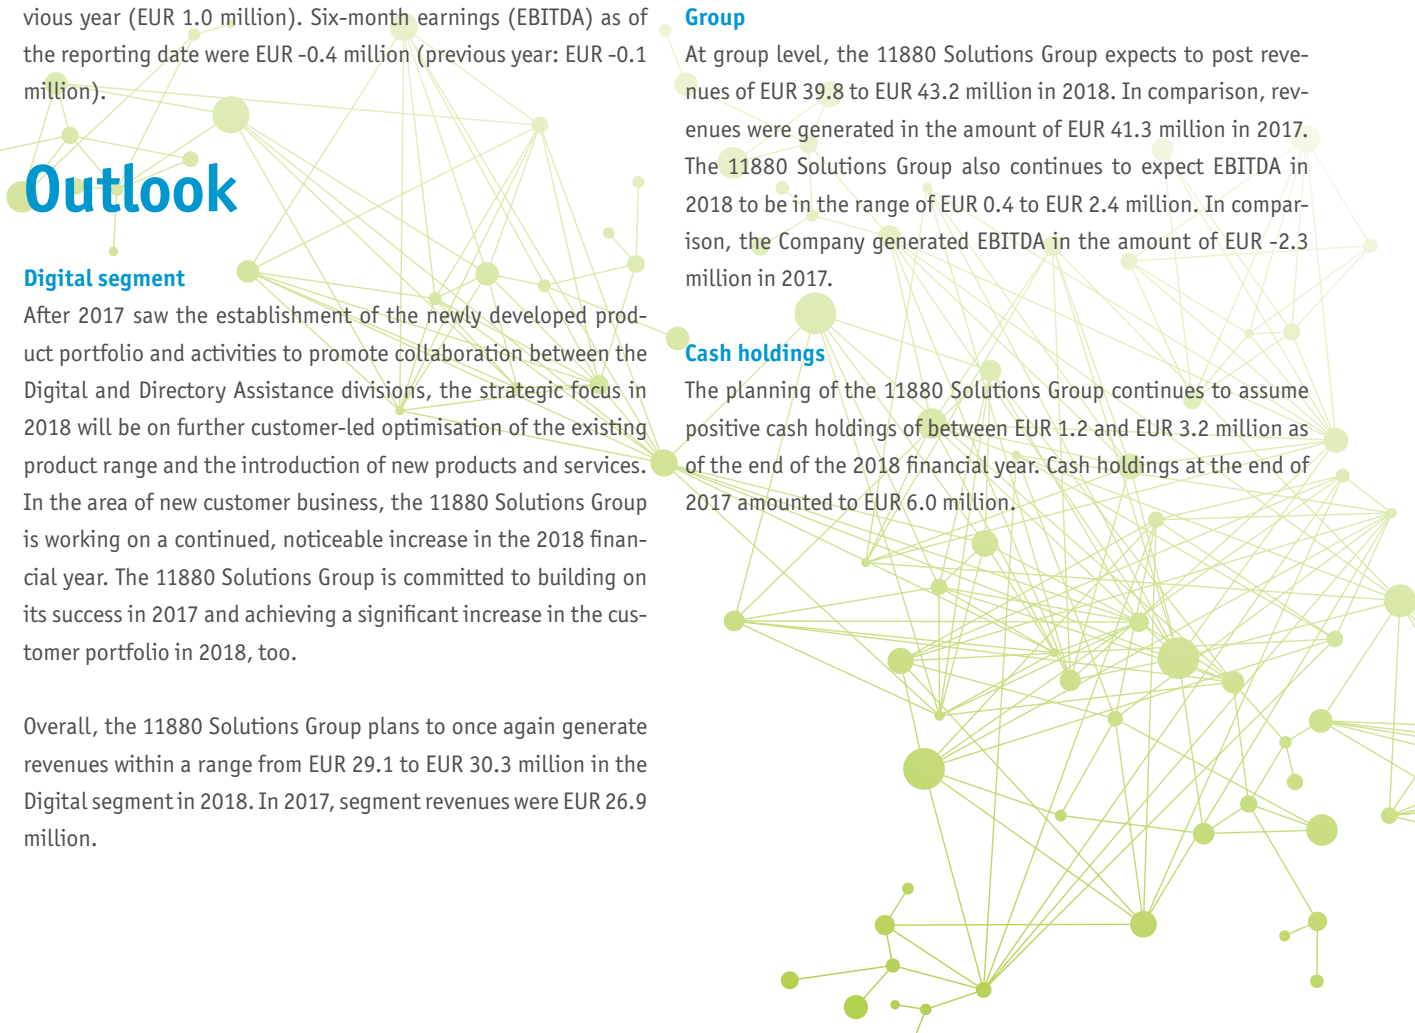 vious year (EUR 1.0 million). Six-month earnings (EBITDA) as of
the reporting date were EUR -0.4 million (previous year: EUR -0.1
million).
Outlook
Digital segment
After 2017 saw the establishment of the newly developed prod-
uct portfolio and activities to promote collaboration between the
Digital and Directory Assistance divisions, the strategic focus in
2018 will be on further customer-led optimisation of the existing
product range and the introduction of new products and services.
In the area of new customer business, the 11880 Solutions Group
is working on a continued, noticeable increase in the 2018 finan-
cial year. The 11880 Solutions Group is committed to building on
its success in 2017 and achieving a significant increase in the cus-
tomer portfolio in 2018, too.
Overall, the 11880 Solutions Group plans to once again generate
revenues within a range from EUR 29.1 to EUR 30.3 million in the
Digital segment in 2018. In 2017, segment revenues were EUR 26.9
million.
Group
At group level, the 11880 Solutions Group expects to post reve-
nues of EUR 39.8 to EUR 43.2 million in 2018. In comparison, rev-
enues were generated in the amount of EUR 41.3 million in 2017.
The 11880 Solutions Group also continues to expect EBITDA in
2018 to be in the range of EUR 0.4 to EUR 2.4 million. In compar-
ison, the Company generated EBITDA in the amount of EUR -2.3
million in 2017.
Cash holdings
The planning of the 11880 Solutions Group continues to assume
positive cash holdings of between EUR 1.2 and EUR 3.2 million as
of the end of the 2018 financial year. Cash holdings at the end of
2017 amounted to EUR 6.0 million.